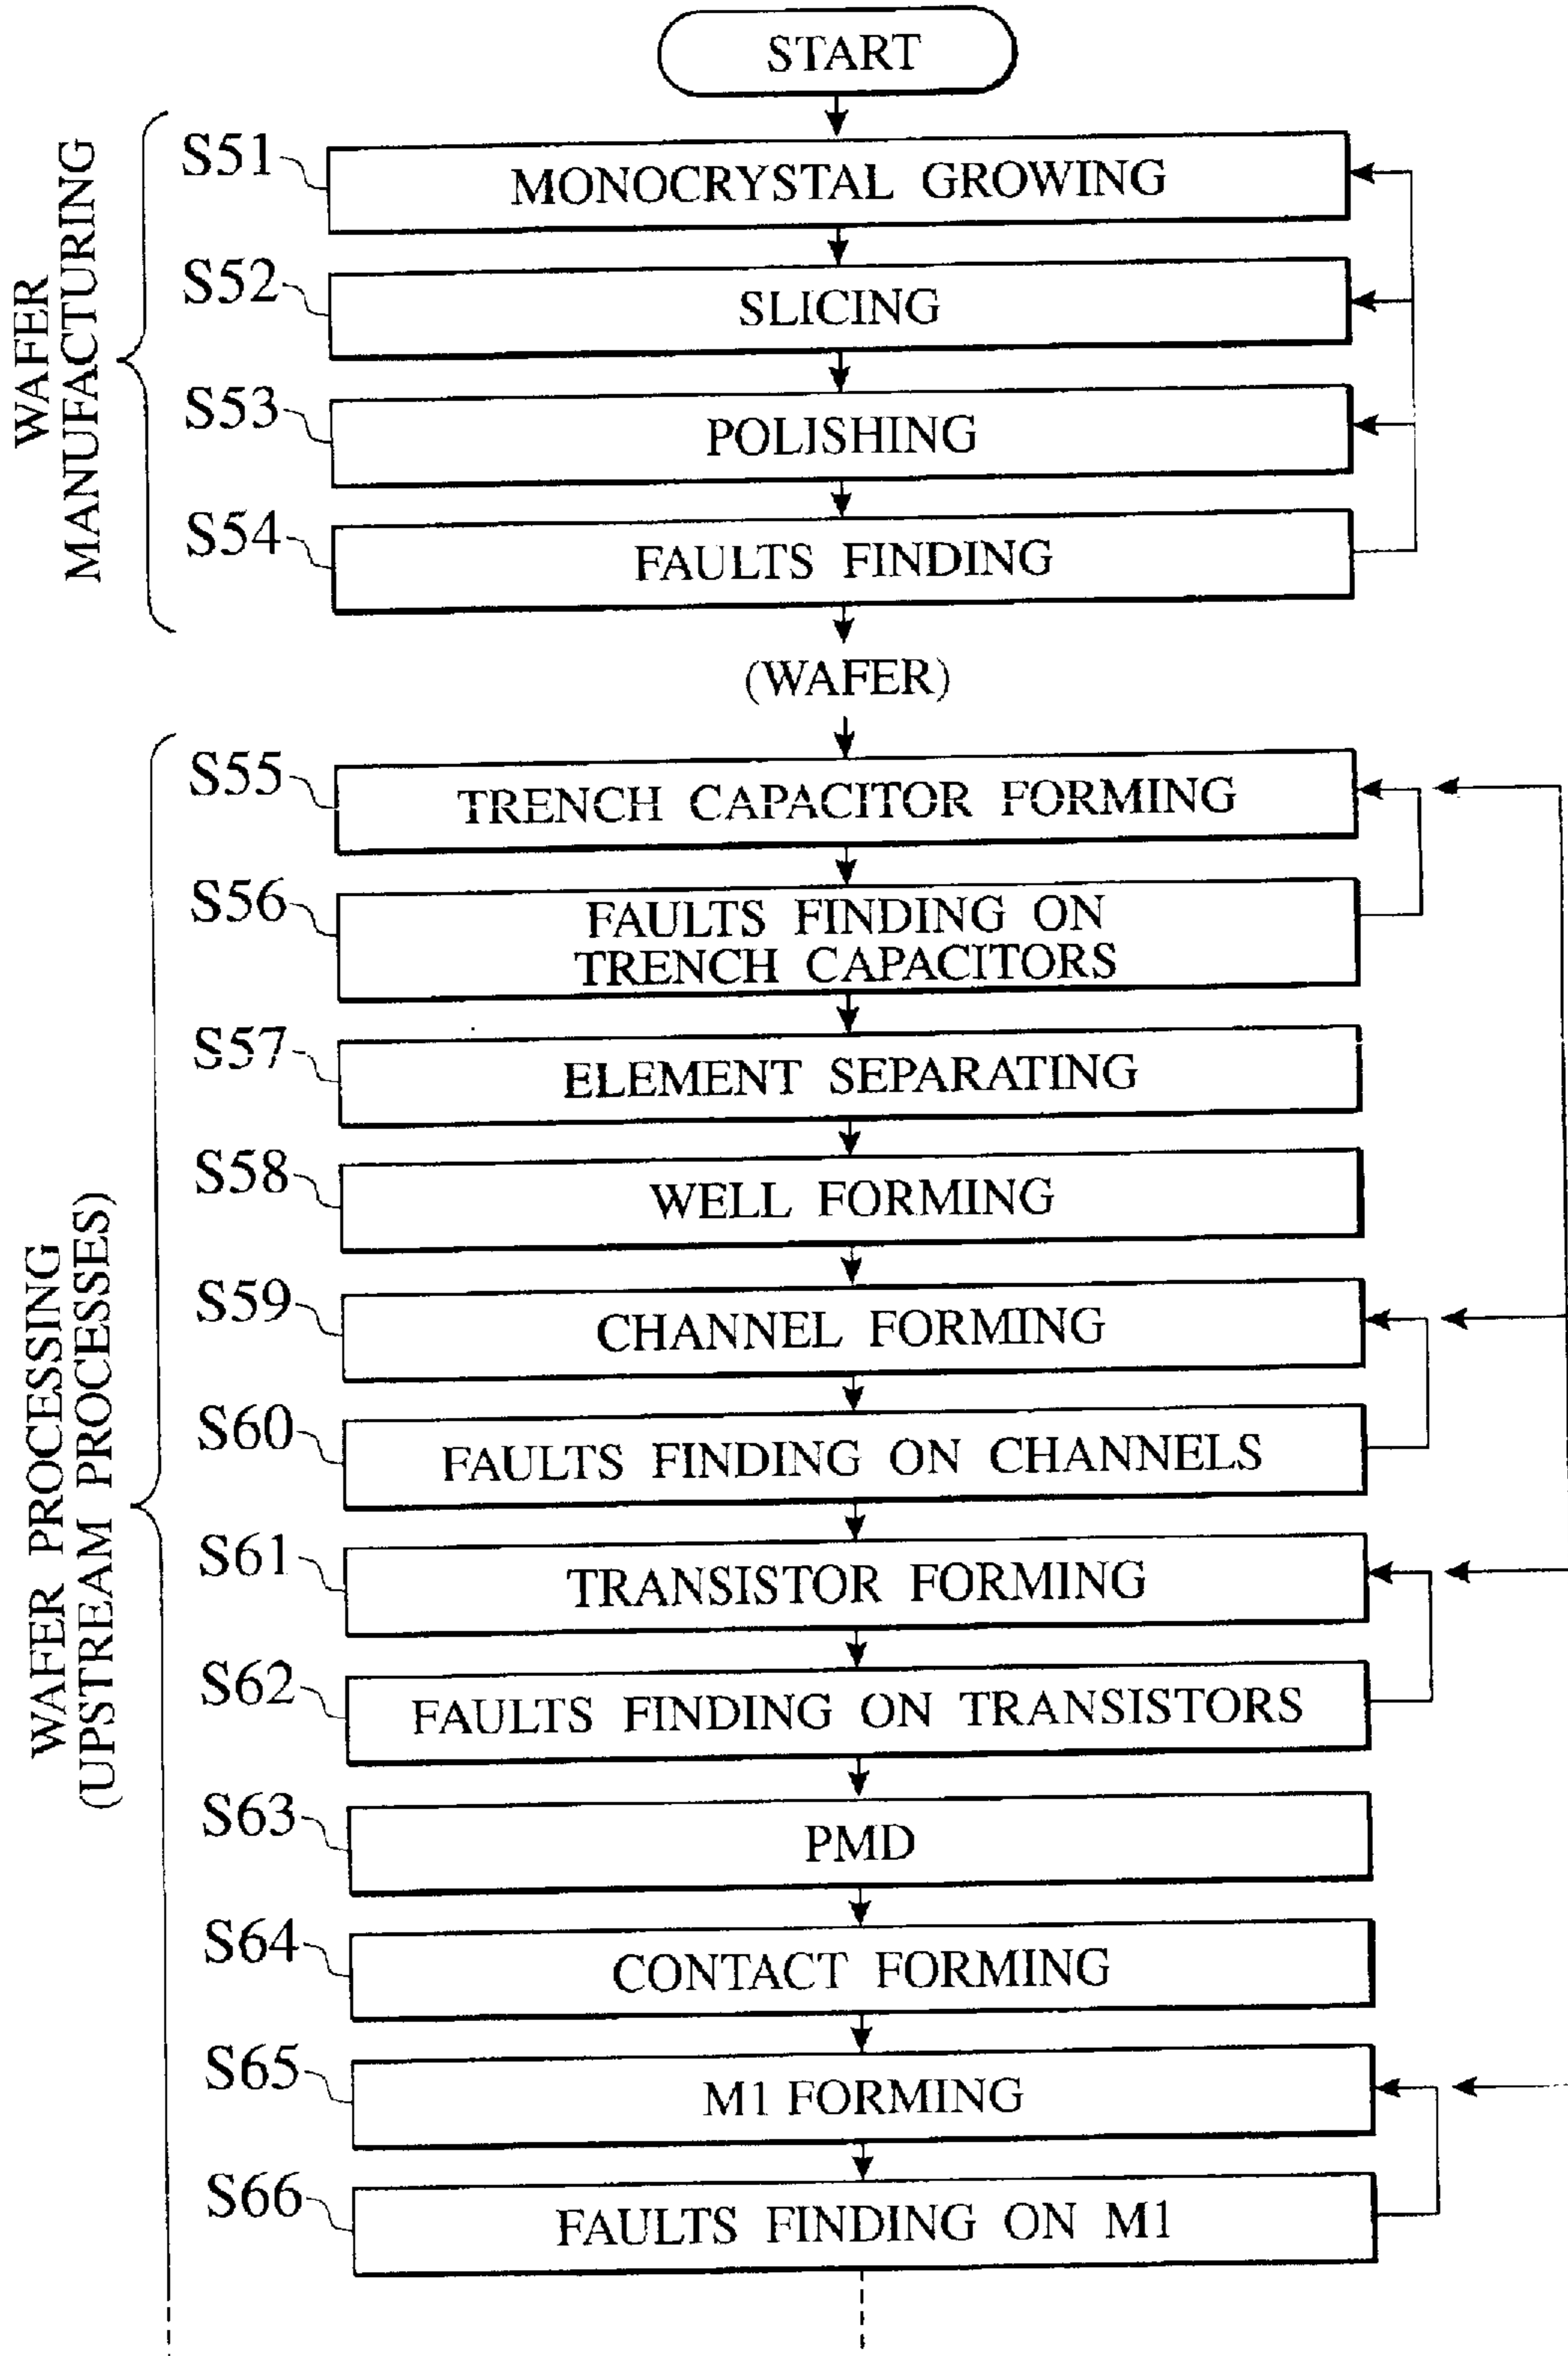 START
WAFER
MANUFACTURING
S51
MONOCRYSTAL GROWING
S52
SLICING
S53
POLISHING
S54
FAULTS FINDING
(WAFER)
WAFER PROCESSING
(UPSTREAM PROCESSES)
S55
TRENCH CAPACITOR FORMING
S56
FAULTS FINDING ON
TRENCH CAPACITORS
S57
ELEMENT SEPARATING
S58
WELL FORMING
S59
CHANNEL FORMING
S60
FAULTS FINDING ON CHANNELS
S61
TRANSISTOR FORMING
S62
FAULTS FINDING ON TRANSISTORS
S63
PMD
S64
CONTACT FORMING
S65
M1 FORMING
S66
FAULTS FINDING ON M1